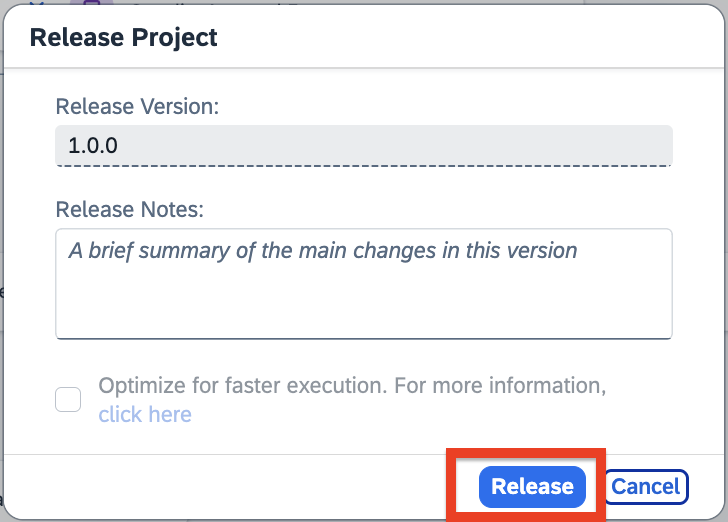 Release Project
Release Version:
1.0.0
Release Notes:
A brief summary of the main changes in this version
Optimize for faster execution. For more information,
click here
Release
Cancel